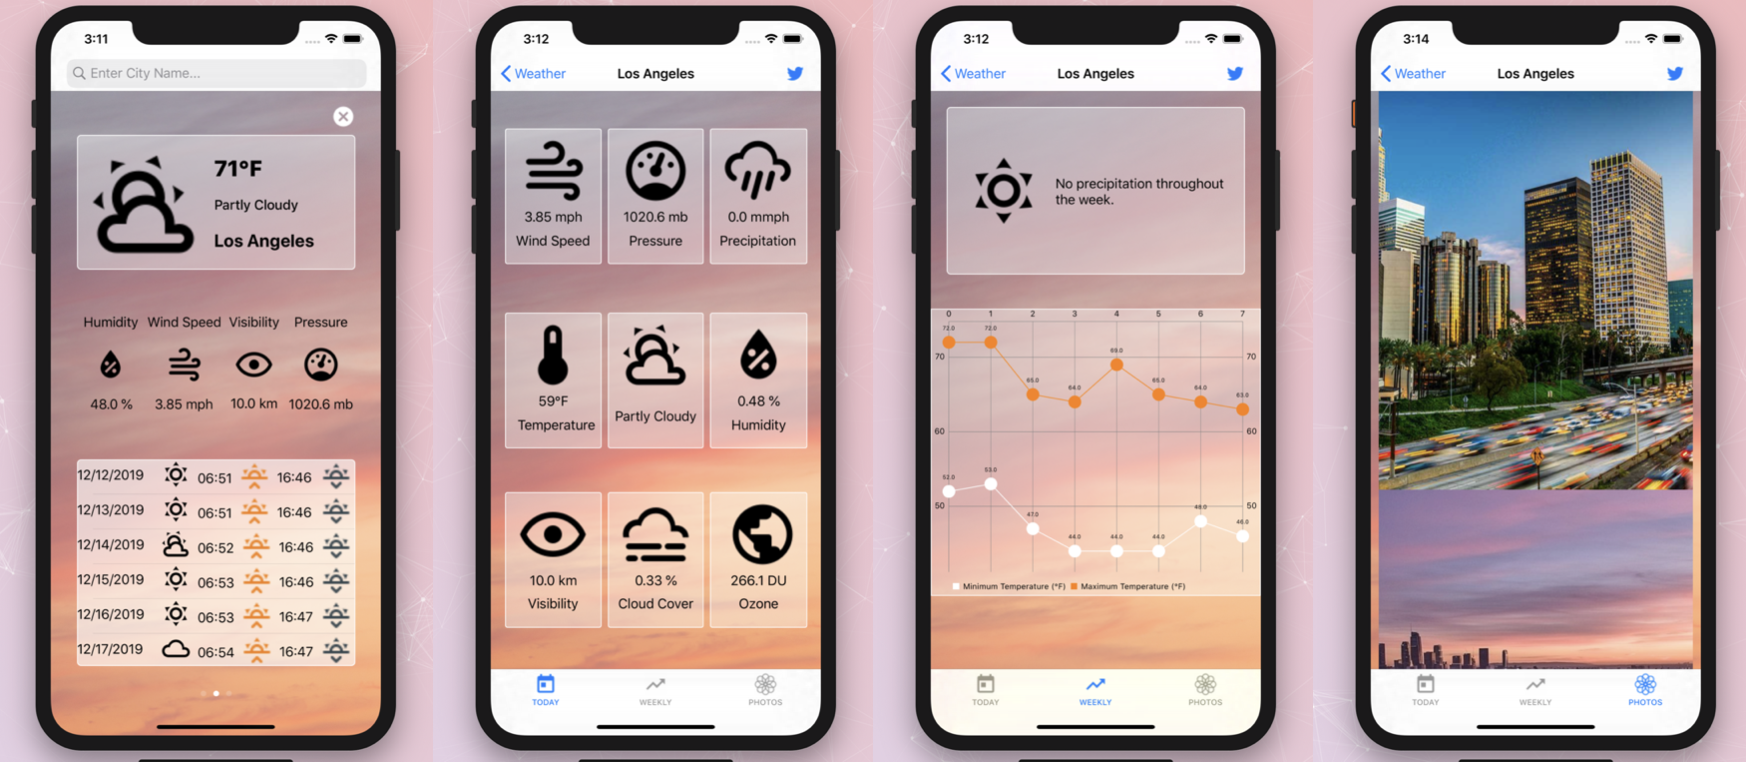 3:11
Enter City Name...
71°F
Partly Cloudy
Los Angeles
Humidity Wind Speed Visibility Pressure
48.0 % 3.85 mph 10.0 km 1020.6 mb
12/12/2019 06:51 16:46
12/13/2019 06:51 16:46
12/14/2019 06:52 16:46
12/15/2019 06:53 16:46
12/16/2019 06:53 16:47
12/17/2019 06:54 16:47
3:12
Weather Los Angeles
3.85 mph 1020.6 mb 0.0 mmph
Wind Speed Pressure Precipitation
59°F Partly Cloudy 0.48 %
Temperature Humidity
10.0 km 0.33 % 266.1 DU
Visibility Cloud Cover Ozone
TODAY WEEKLY PHOTOS
3:12
Weather Los Angeles
No precipitation throughout
the week.
0 1 2 3 4 5 6 7
72.0 72.0
69.0
70 70
65.0 64.0 65.0 64.0 63.0
60 60
52.0 53.0
50 50
47.0 48.0 46.0
44.0 44.0 44.0
Minimum Temperature (°F) Maximum Temperature (°F)
TODAY WEEKLY PHOTOS
3:14
Weather Los Angeles
TODAY WEEKLY PHOTOS